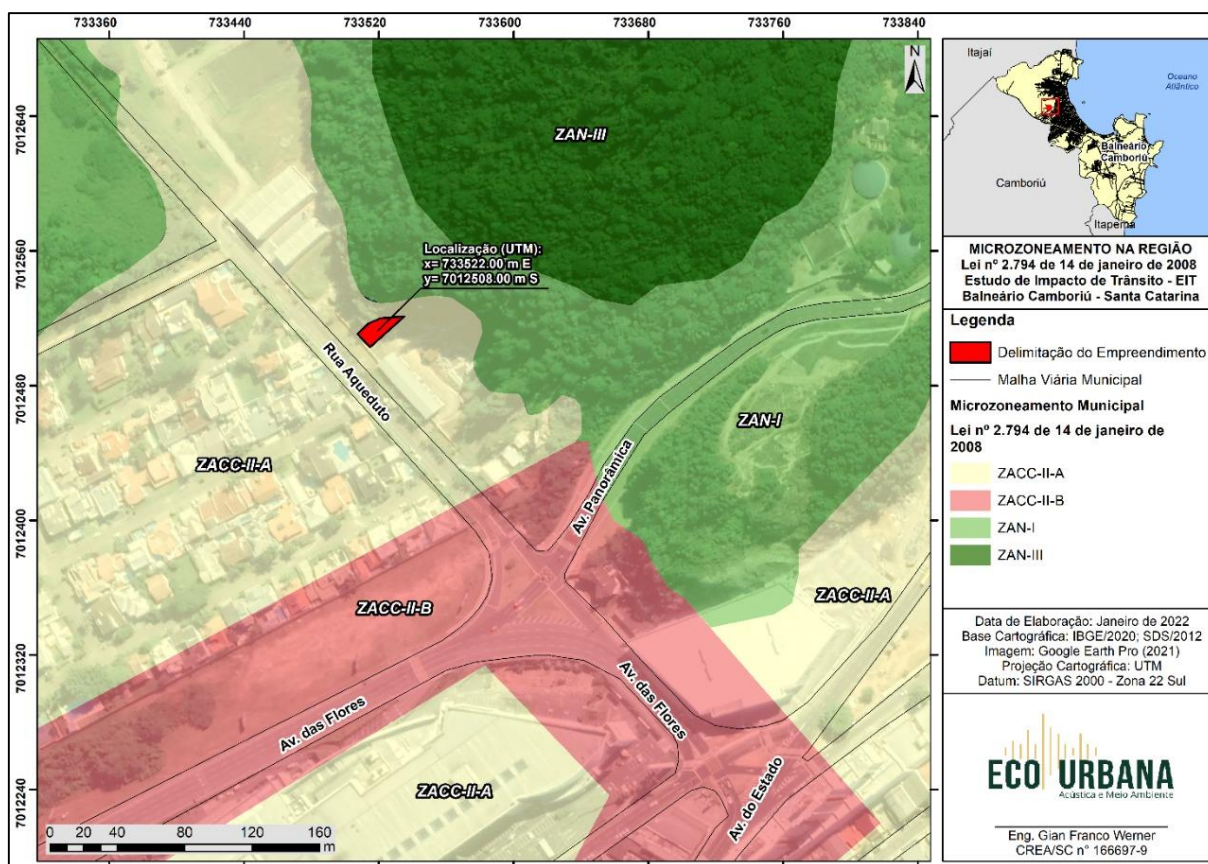 733360
733440
733520
733600
733680
733760
733840
7012640
7012560
7012480
7012400
7012320
7012240
N
ZAN-III
Localização (UTM):
x= 733522.00 m E
y= 7012508.00 m S
Rua Aqueduto
ZAN-I
ZACC-II-A
Av. Panorâmica
ZACC-II-B
ZACC-II-A
Av. das Flores
Av. das Flores
ZACC-II-A
Av. do Estado
0 20 40 80 120 160
m
Itajaí
Oceano
Atlântico
Balneário
Camboriú
Camboriú
Itapema
MICROZONEAMENTO NA REGIÃO
Lei nº 2.794 de 14 de janeiro de 2008
Estudo de Impacto de Trânsito - EIT
Balneário Camboriú - Santa Catarina
Legenda
Delimitação do Empreendimento
Malha Viária Municipal
Microzoneamento Municipal
Lei nº 2.794 de 14 de janeiro de
2008
ZACC-II-A
ZACC-II-B
ZAN-I
ZAN-III
Data de Elaboração: Janeiro de 2022
Base Cartográfica: IBGE/2020; SDS/2012
Imagem: Google Earth Pro (2021)
Projeção Cartográfica: UTM
Datum: SIRGAS 2000 - Zona 22 Sul
ECO URBANA
Acústica e Meio Ambiente
Eng. Gian Franco Werner
CREA/SC n° 166697-9